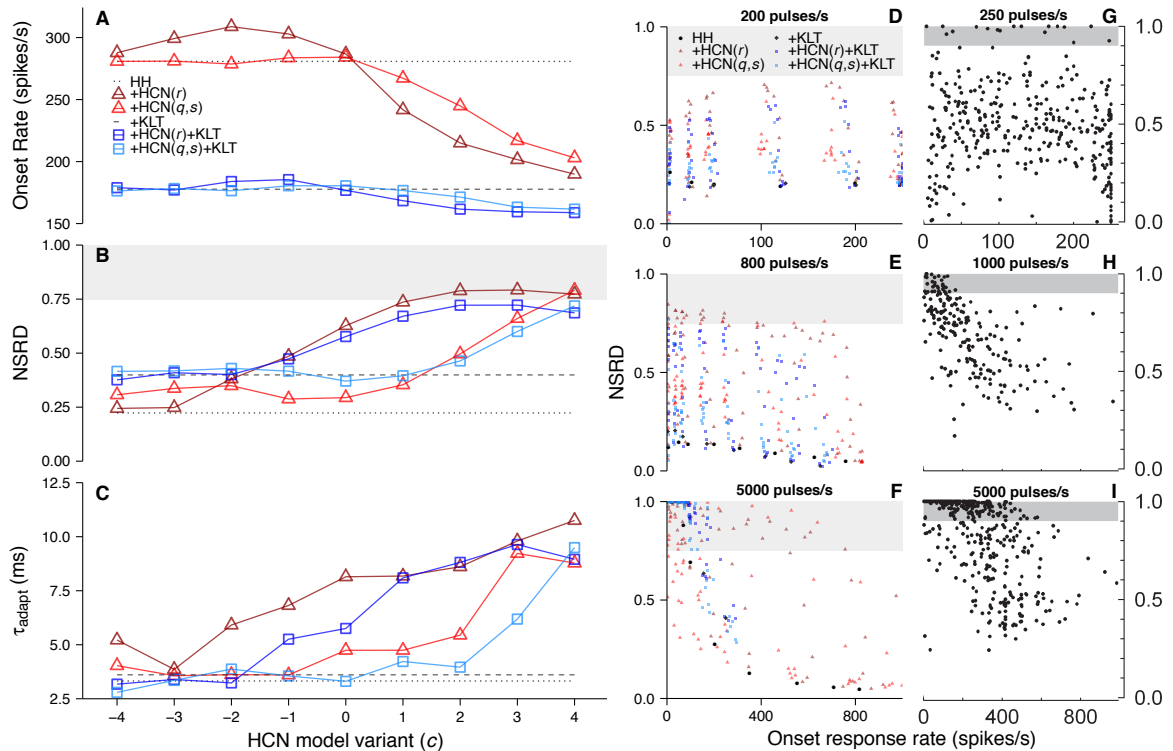 A
Onset Rate (spikes/s)
300
250
200
150
HH
+HCN(r)
+HCN(q,s)
+KLT
+HCN(r)+KLT
+HCN(q,s)+KLT
B
NSRD
1.00
0.75
0.50
0.25
0.00
C
τadapt (ms)
12.5
10.0
7.5
5.0
2.5
−4 −3 −2 −1 0 1 2 3 4
HCN model variant (c)
200 pulses/s D
HH
+HCN(r)
+HCN(q,s)
+KLT
+HCN(r)+KLT
+HCN(q,s)+KLT
1.0
0.5
0.0
0 100 200
800 pulses/s E
NSRD
1.0
0.5
0.0
5000 pulses/s F
1.0
0.5
0.0
0 400 800
250 pulses/s G
1.0
0.5
0.0
0 100 200
1000 pulses/s H
1.0
0.5
0.0
5000 pulses/s I
1.0
0.5
0.0
0 400 800
Onset response rate (spikes/s)